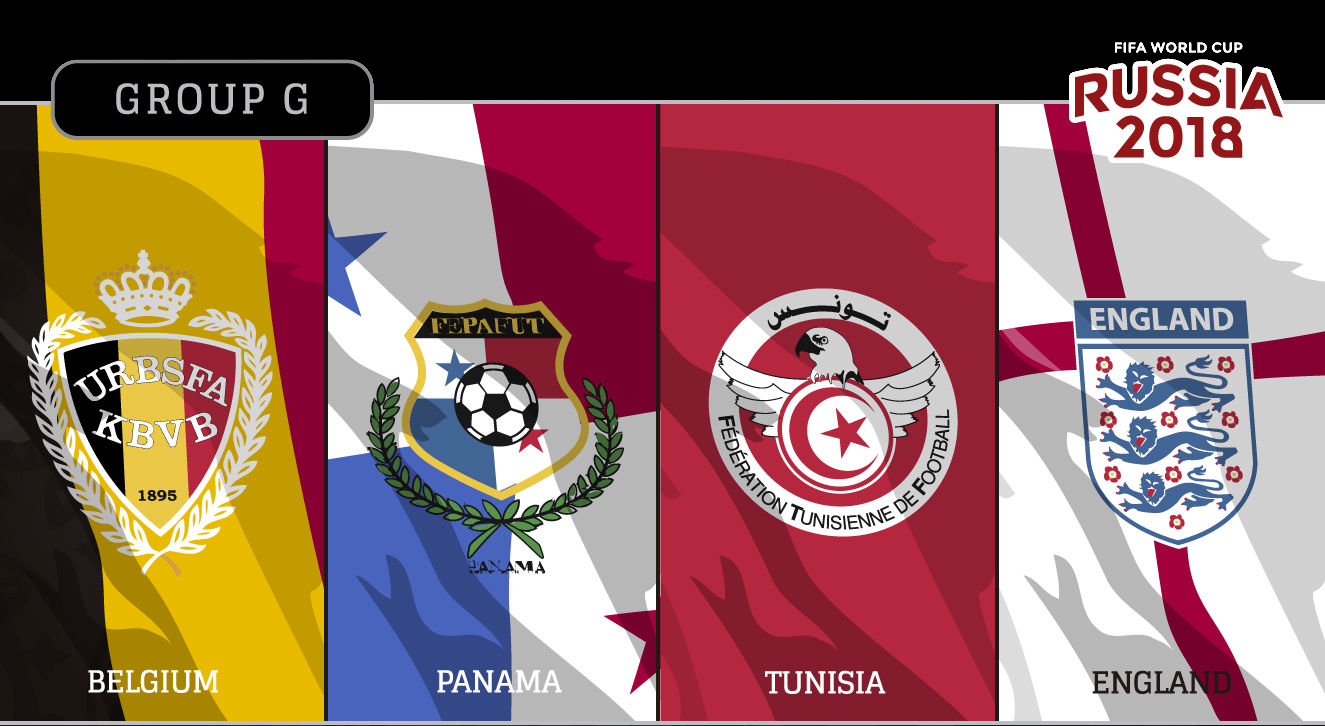 FIFA WORLD CUP
RUSSIA
2018
GROUP G
URBSFA
KBVB
1895
BELGIUM
FEPAFUT
PANAMA
PANAMA
تونس
FÉDÉRATION TUNISIENNE DE FOOTBALL
TUNISIA
ENGLAND
ENGLAND